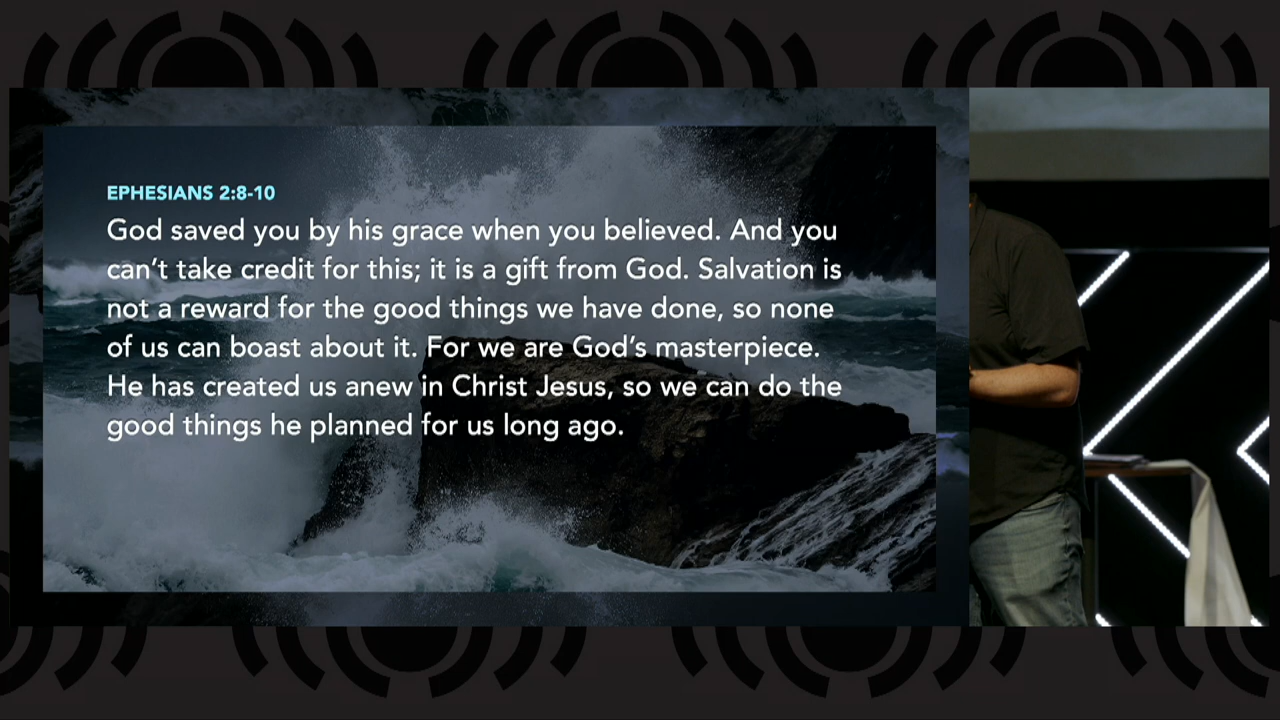 EPHESIANS 2:8-10
God saved you by his grace when you believed. And you
can’t take credit for this; it is a gift from God. Salvation is
not a reward for the good things we have done, so none
of us can boast about it. For we are God’s masterpiece.
He has created us anew in Christ Jesus, so we can do the
good things he planned for us long ago.